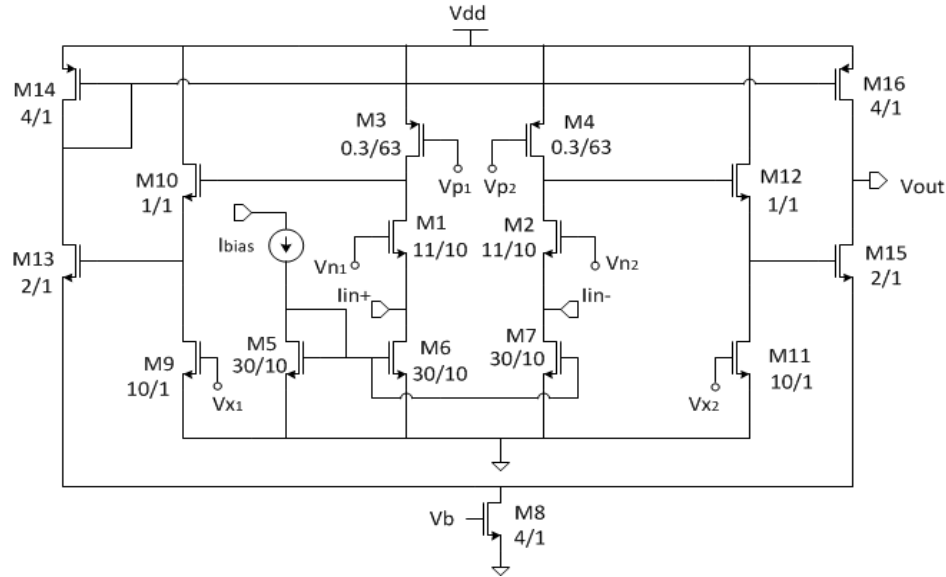 Vdd
M14
4/1
M16
4/1
M3
0.3/63
M4
0.3/63
Vp1
Vp2
M10
1/1
M12
1/1
Vout
M1
11/10
M2
11/10
Ibias
Vn1
Vn2
M13
2/1
M15
2/1
Iin+
Iin-
M5
30/10
M6
30/10
M7
30/10
M9
10/1
M11
10/1
Vx1
Vx2
Vb
M8
4/1